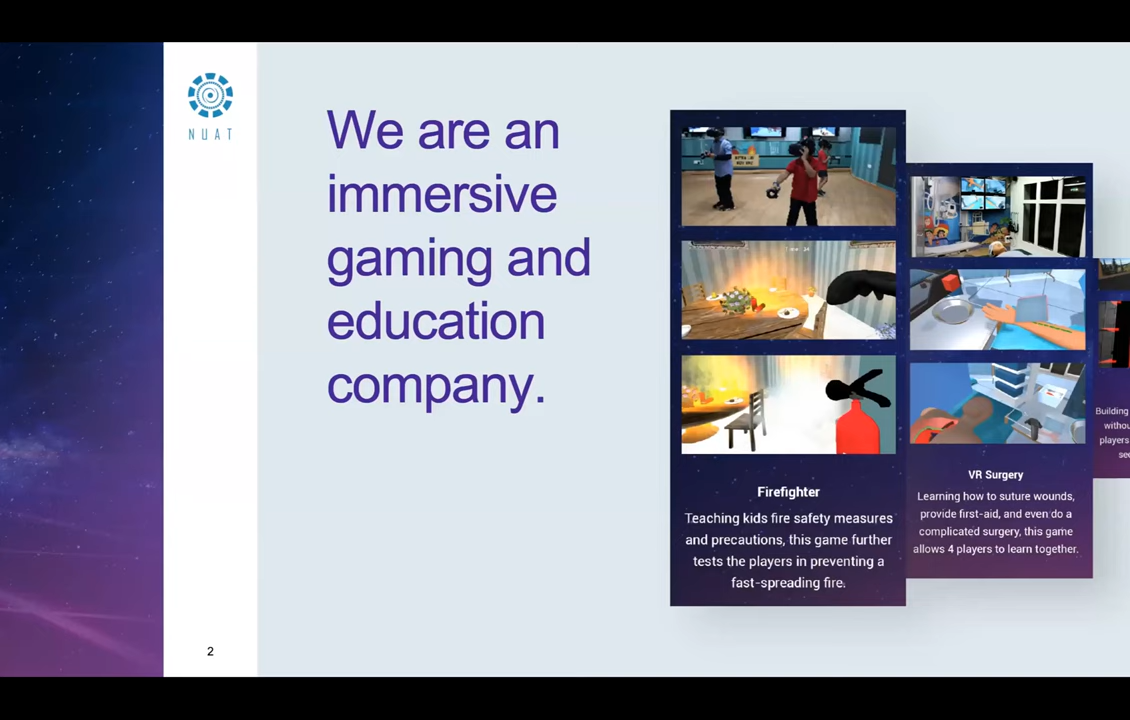 NUAT
We are an
immersive
gaming and
education
company.
Firefighter
Teaching kids fire safety measures
and precautions, this game further
tests the players in preventing a
fast-spreading fire.
VR Surgery
Learning how to suture wounds,
provide first-aid, and even do a
complicated surgery, this game
allows 4 players to learn together.
Building
players
2